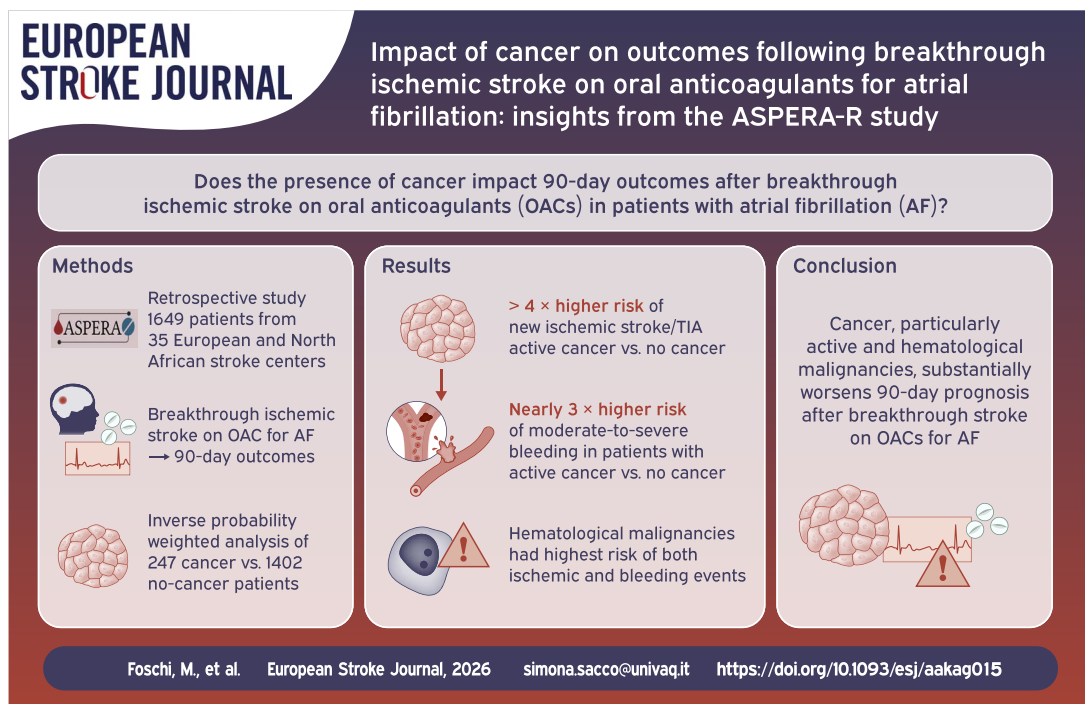 EUROPEAN
STROKE JOURNAL
Impact of cancer on outcomes following breakthrough
ischemic stroke on oral anticoagulants for atrial
fibrillation: insights from the ASPERA-R study
Does the presence of cancer impact 90-day outcomes after breakthrough
ischemic stroke on oral anticoagulants (OACs) in patients with atrial fibrillation (AF)?
Methods
ASPERA
Retrospective study
1649 patients from
35 European and North
African stroke centers
Breakthrough ischemic
stroke on OAC for AF
→ 90-day outcomes
Inverse probability
weighted analysis of
247 cancer vs. 1402
no-cancer patients
Results
> 4 × higher risk of
new ischemic stroke/TIA
active cancer vs. no cancer
Nearly 3 × higher risk
of moderate-to-severe
bleeding in patients with
active cancer vs. no cancer
Hematological malignancies
had highest risk of both
ischemic and bleeding events
Conclusion
Cancer, particularly
active and hematological
malignancies, substantially
worsens 90-day prognosis
after breakthrough stroke
on OACs for AF
Foschi, M., et al. European Stroke Journal, 2026 simona.sacco@univaq.it https://doi.org/10.1093/esj/aakag015